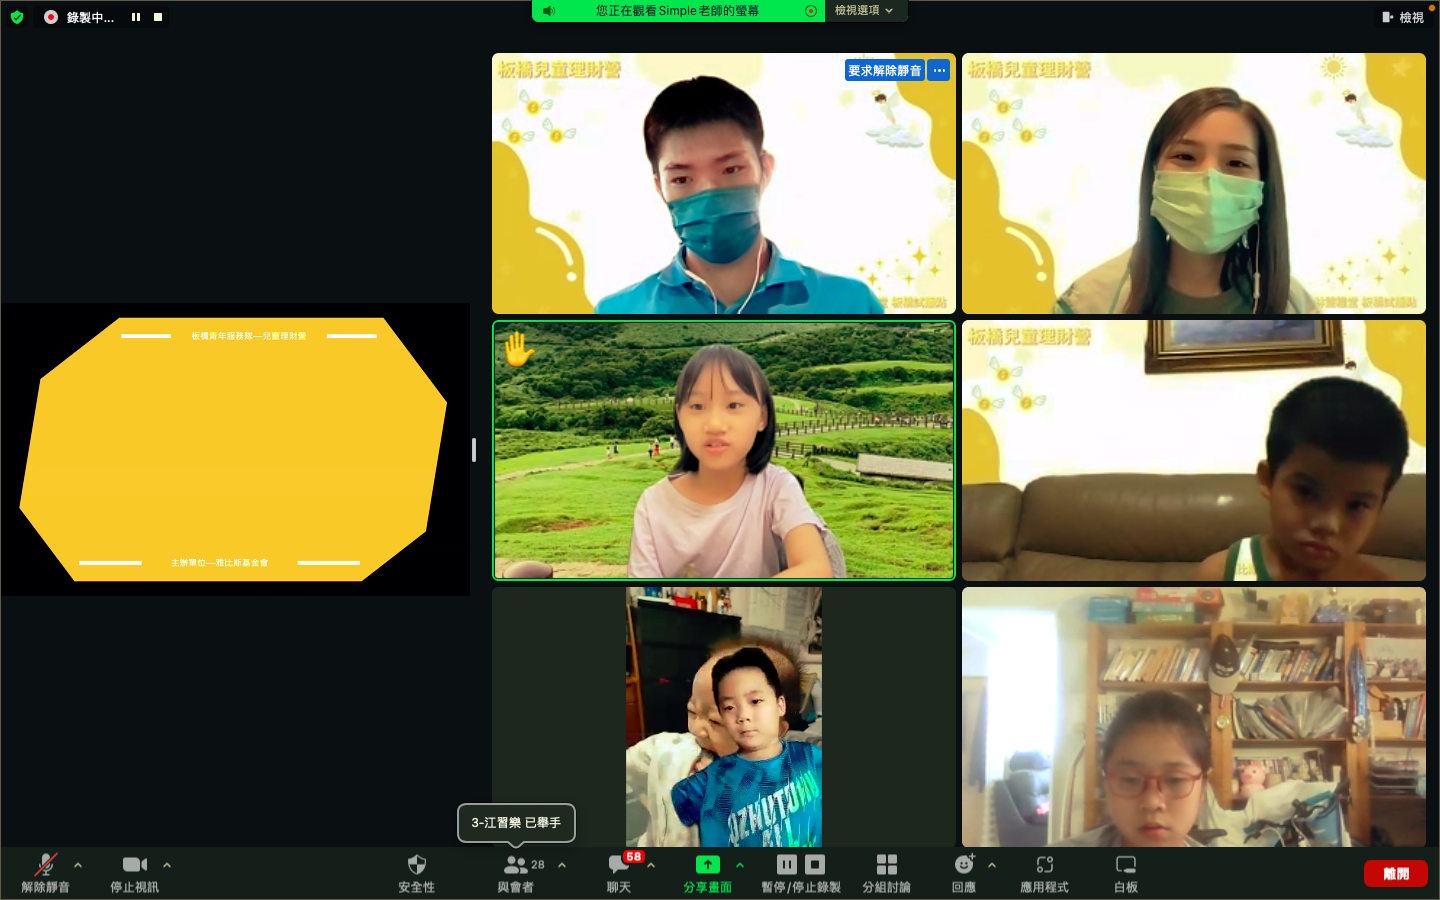 錄製中...
您正在觀看Simple老師的螢幕
檢視選項
檢視
板橋兒童理財營
要求解除靜音
板橋兒童理財營
板橋青年服務隊—兒童理財營
主辦單位—雅比斯基金會
板橋兒童理財營
3-江習樂 已舉手
解除靜音
停止視訊
安全性
28
與會者
58
聊天
分享畫面
暫停/停止錄製
分組討論
回應
應用程式
白板
離開